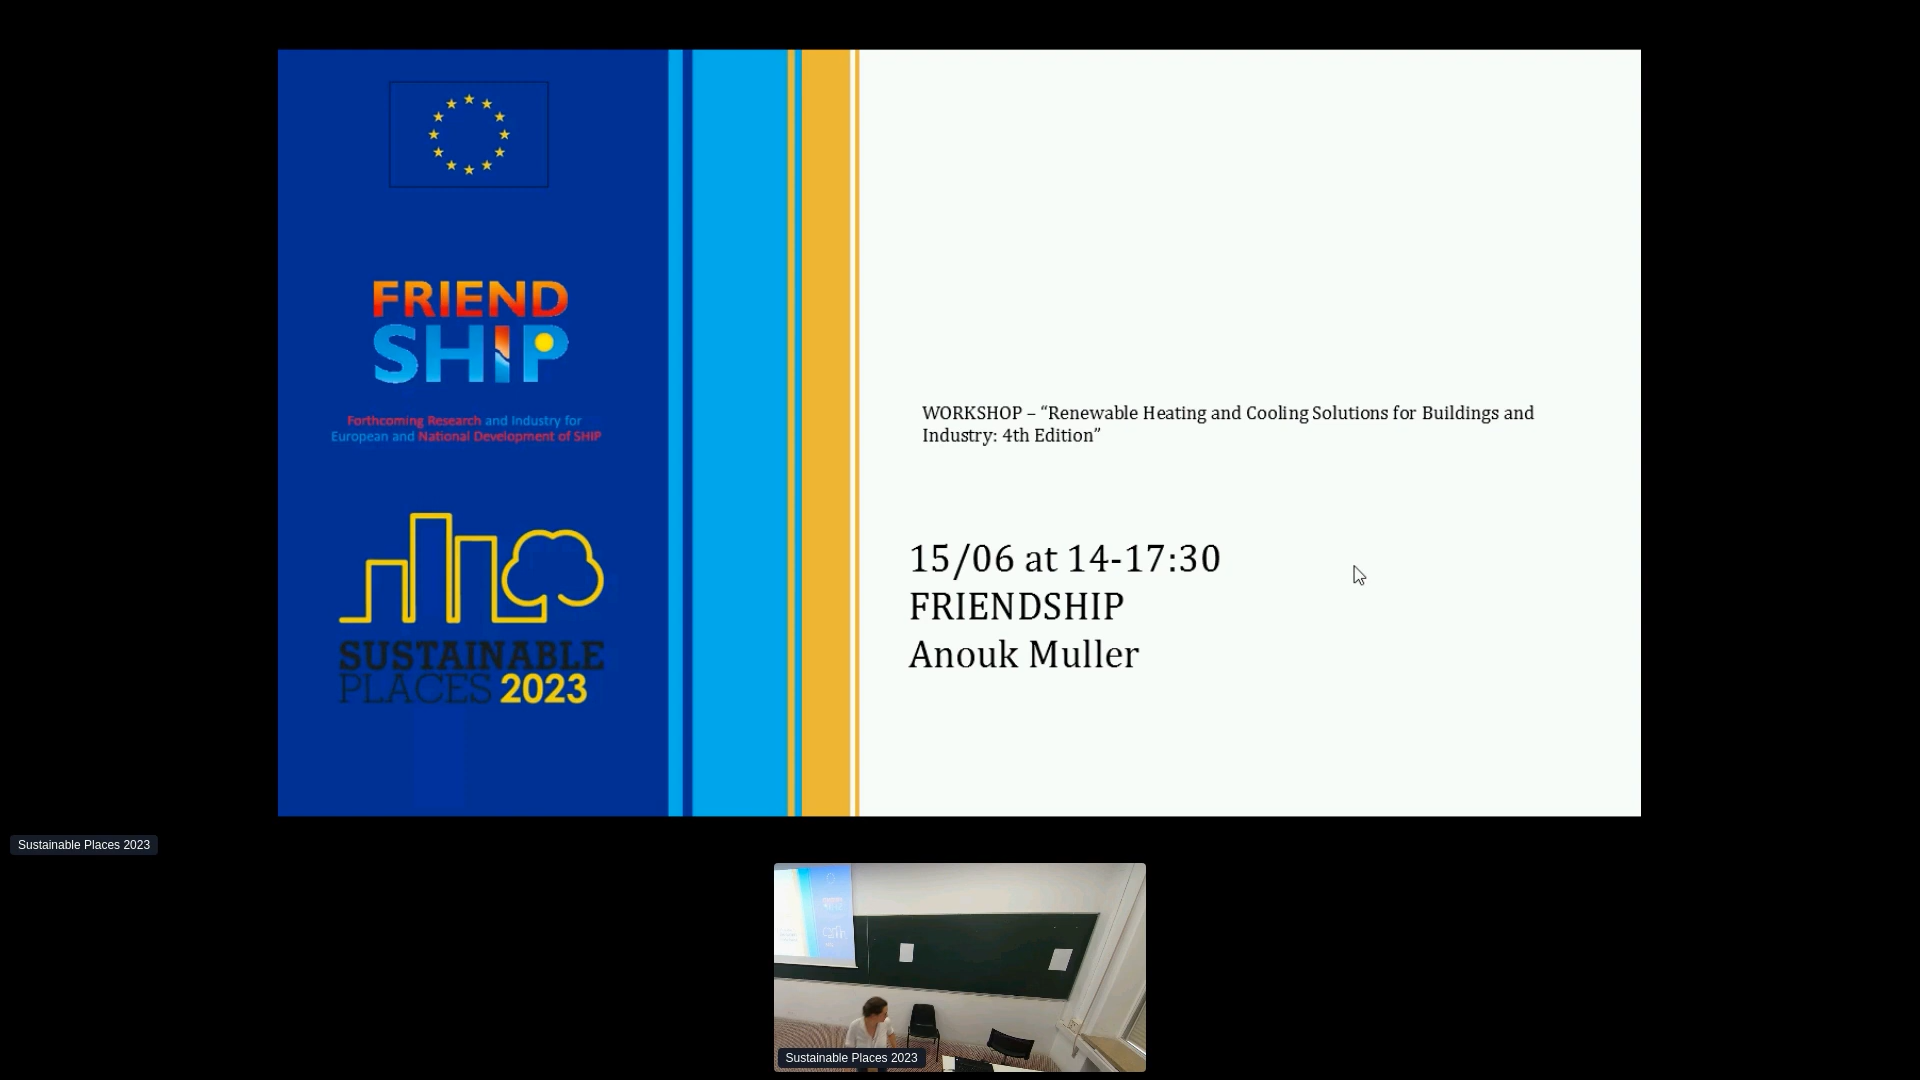 FRIEND
SHIP
Forthcoming Research and Industry for
European and National Development of SHIP
SUSTAINABLE
PLACES 2023
WORKSHOP – “Renewable Heating and Cooling Solutions for Buildings and
Industry: 4th Edition”
15/06 at 14-17:30
FRIENDSHIP
Anouk Muller
Sustainable Places 2023
Sustainable Places 2023